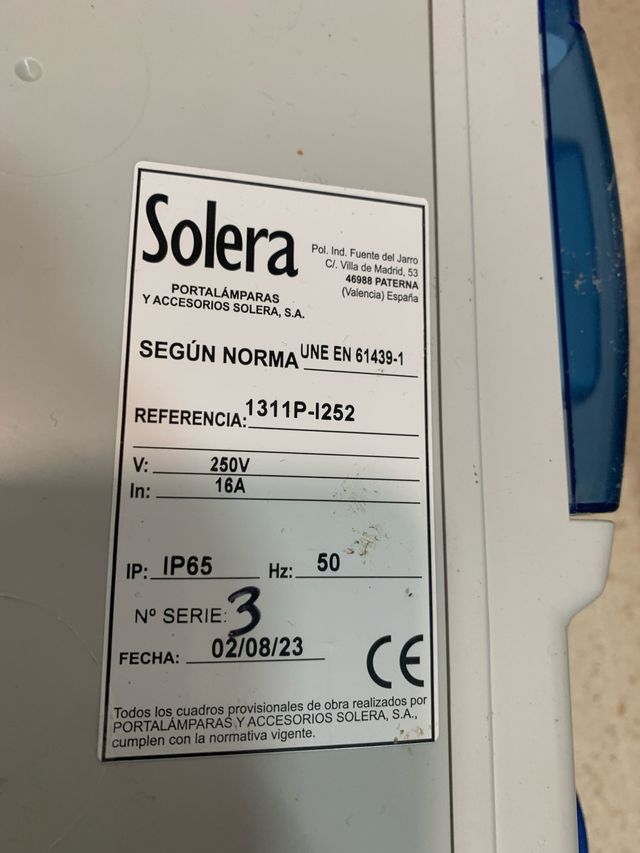 Solera
Pol. Ind. Fuente del Jarro
C/. Villa de Madrid, 53
46988 PATERNA
(Valencia) España
PORTALÁMPARAS
Y ACCESORIOS SOLERA, S.A.
SEGÚN NORMA UNE EN 61439-1
REFERENCIA: 1311P-I252
V: 250V
In: 16A
IP: IP65 Hz: 50
Nº SERIE: 3
FECHA: 02/08/23
CE
Todos los cuadros provisionales de obra realizados por
PORTALÁMPARAS Y ACCESORIOS SOLERA, S.A.,
cumplen con la normativa vigente.